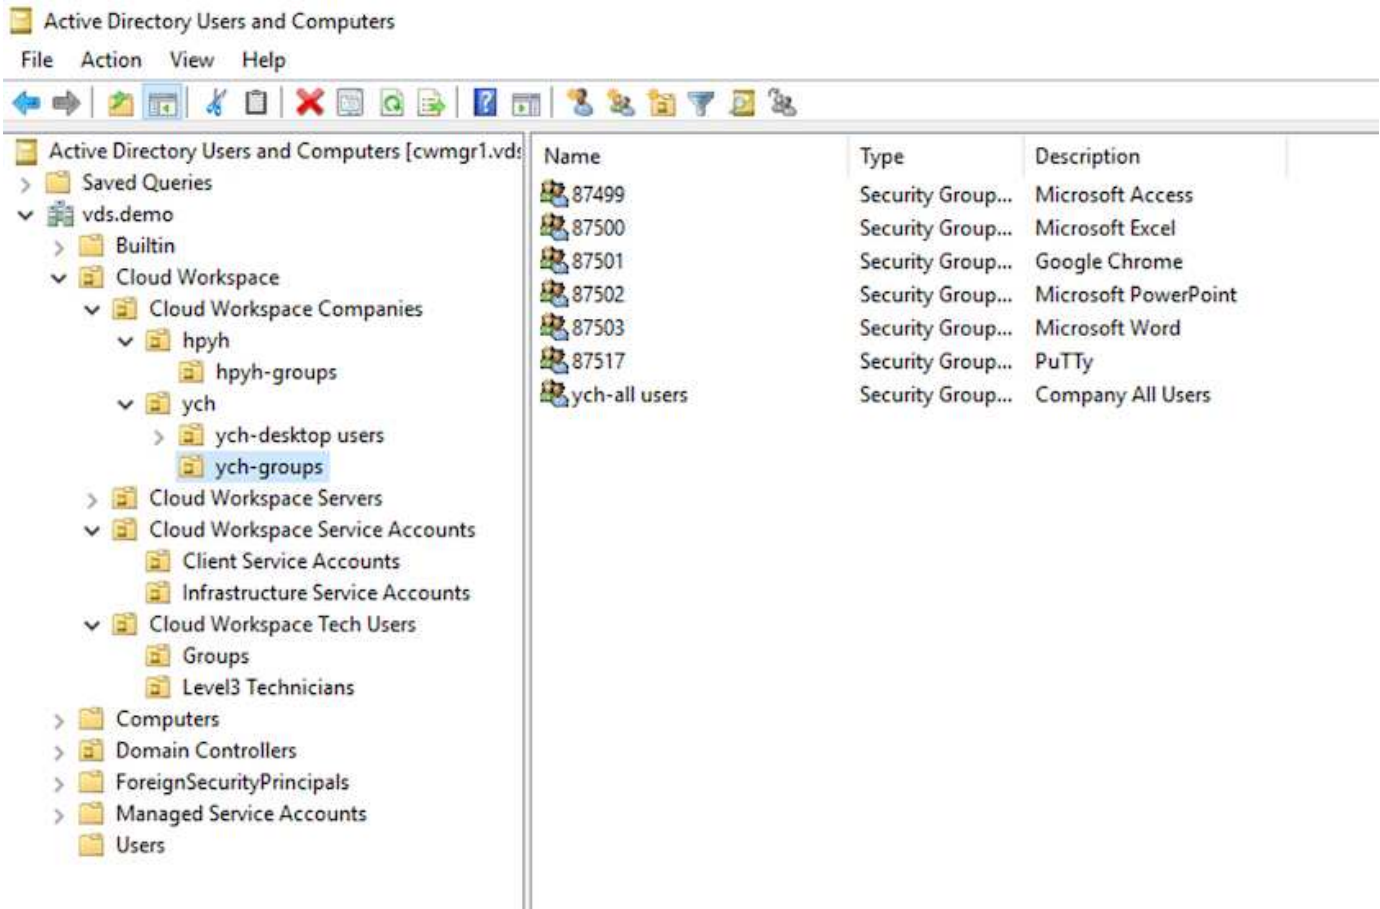 Active Directory Users and Computers
File Action View Help
Active Directory Users and Computers [cwmgr1.vds
Saved Queries
vds.demo
Builtin
Cloud Workspace
Cloud Workspace Companies
hpyh
hpyh-groups
ych
ych-desktop users
ych-groups
Cloud Workspace Servers
Cloud Workspace Service Accounts
Client Service Accounts
Infrastructure Service Accounts
Cloud Workspace Tech Users
Groups
Level3 Technicians
Computers
Domain Controllers
ForeignSecurityPrincipals
Managed Service Accounts
Users
Name Type Description
87499 Security Group... Microsoft Access
87500 Security Group... Microsoft Excel
87501 Security Group... Google Chrome
87502 Security Group... Microsoft PowerPoint
87503 Security Group... Microsoft Word
87517 Security Group... PuTTy
ych-all users Security Group... Company All Users